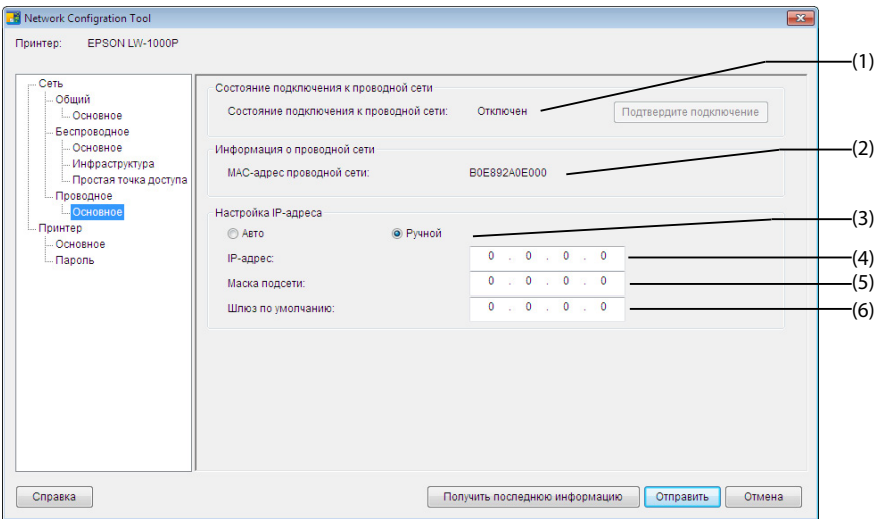 Network Configration Tool
Принтер: EPSON LW-1000P
Сеть
Общий
Основное
Беспроводное
Основное
Инфраструктура
Простая точка доступа
Проводное
Основное
Принтер
Основное
Пароль
Состояние подключения к проводной сети
Состояние подключения к проводной сети: Отключен Подтвердите подключение
(1)
Информация о проводной сети
(2)
MAC-адрес проводной сети: B0E892A0E000
Настройка IP-адреса
(3)
Авто Ручной
IP-адрес: 0 . 0 . 0 . 0 (4)
Маска подсети: 0 . 0 . 0 . 0 (5)
Шлюз по умолчанию: 0 . 0 . 0 . 0 (6)
Справка Получить последнюю информацию Отправить Отмена